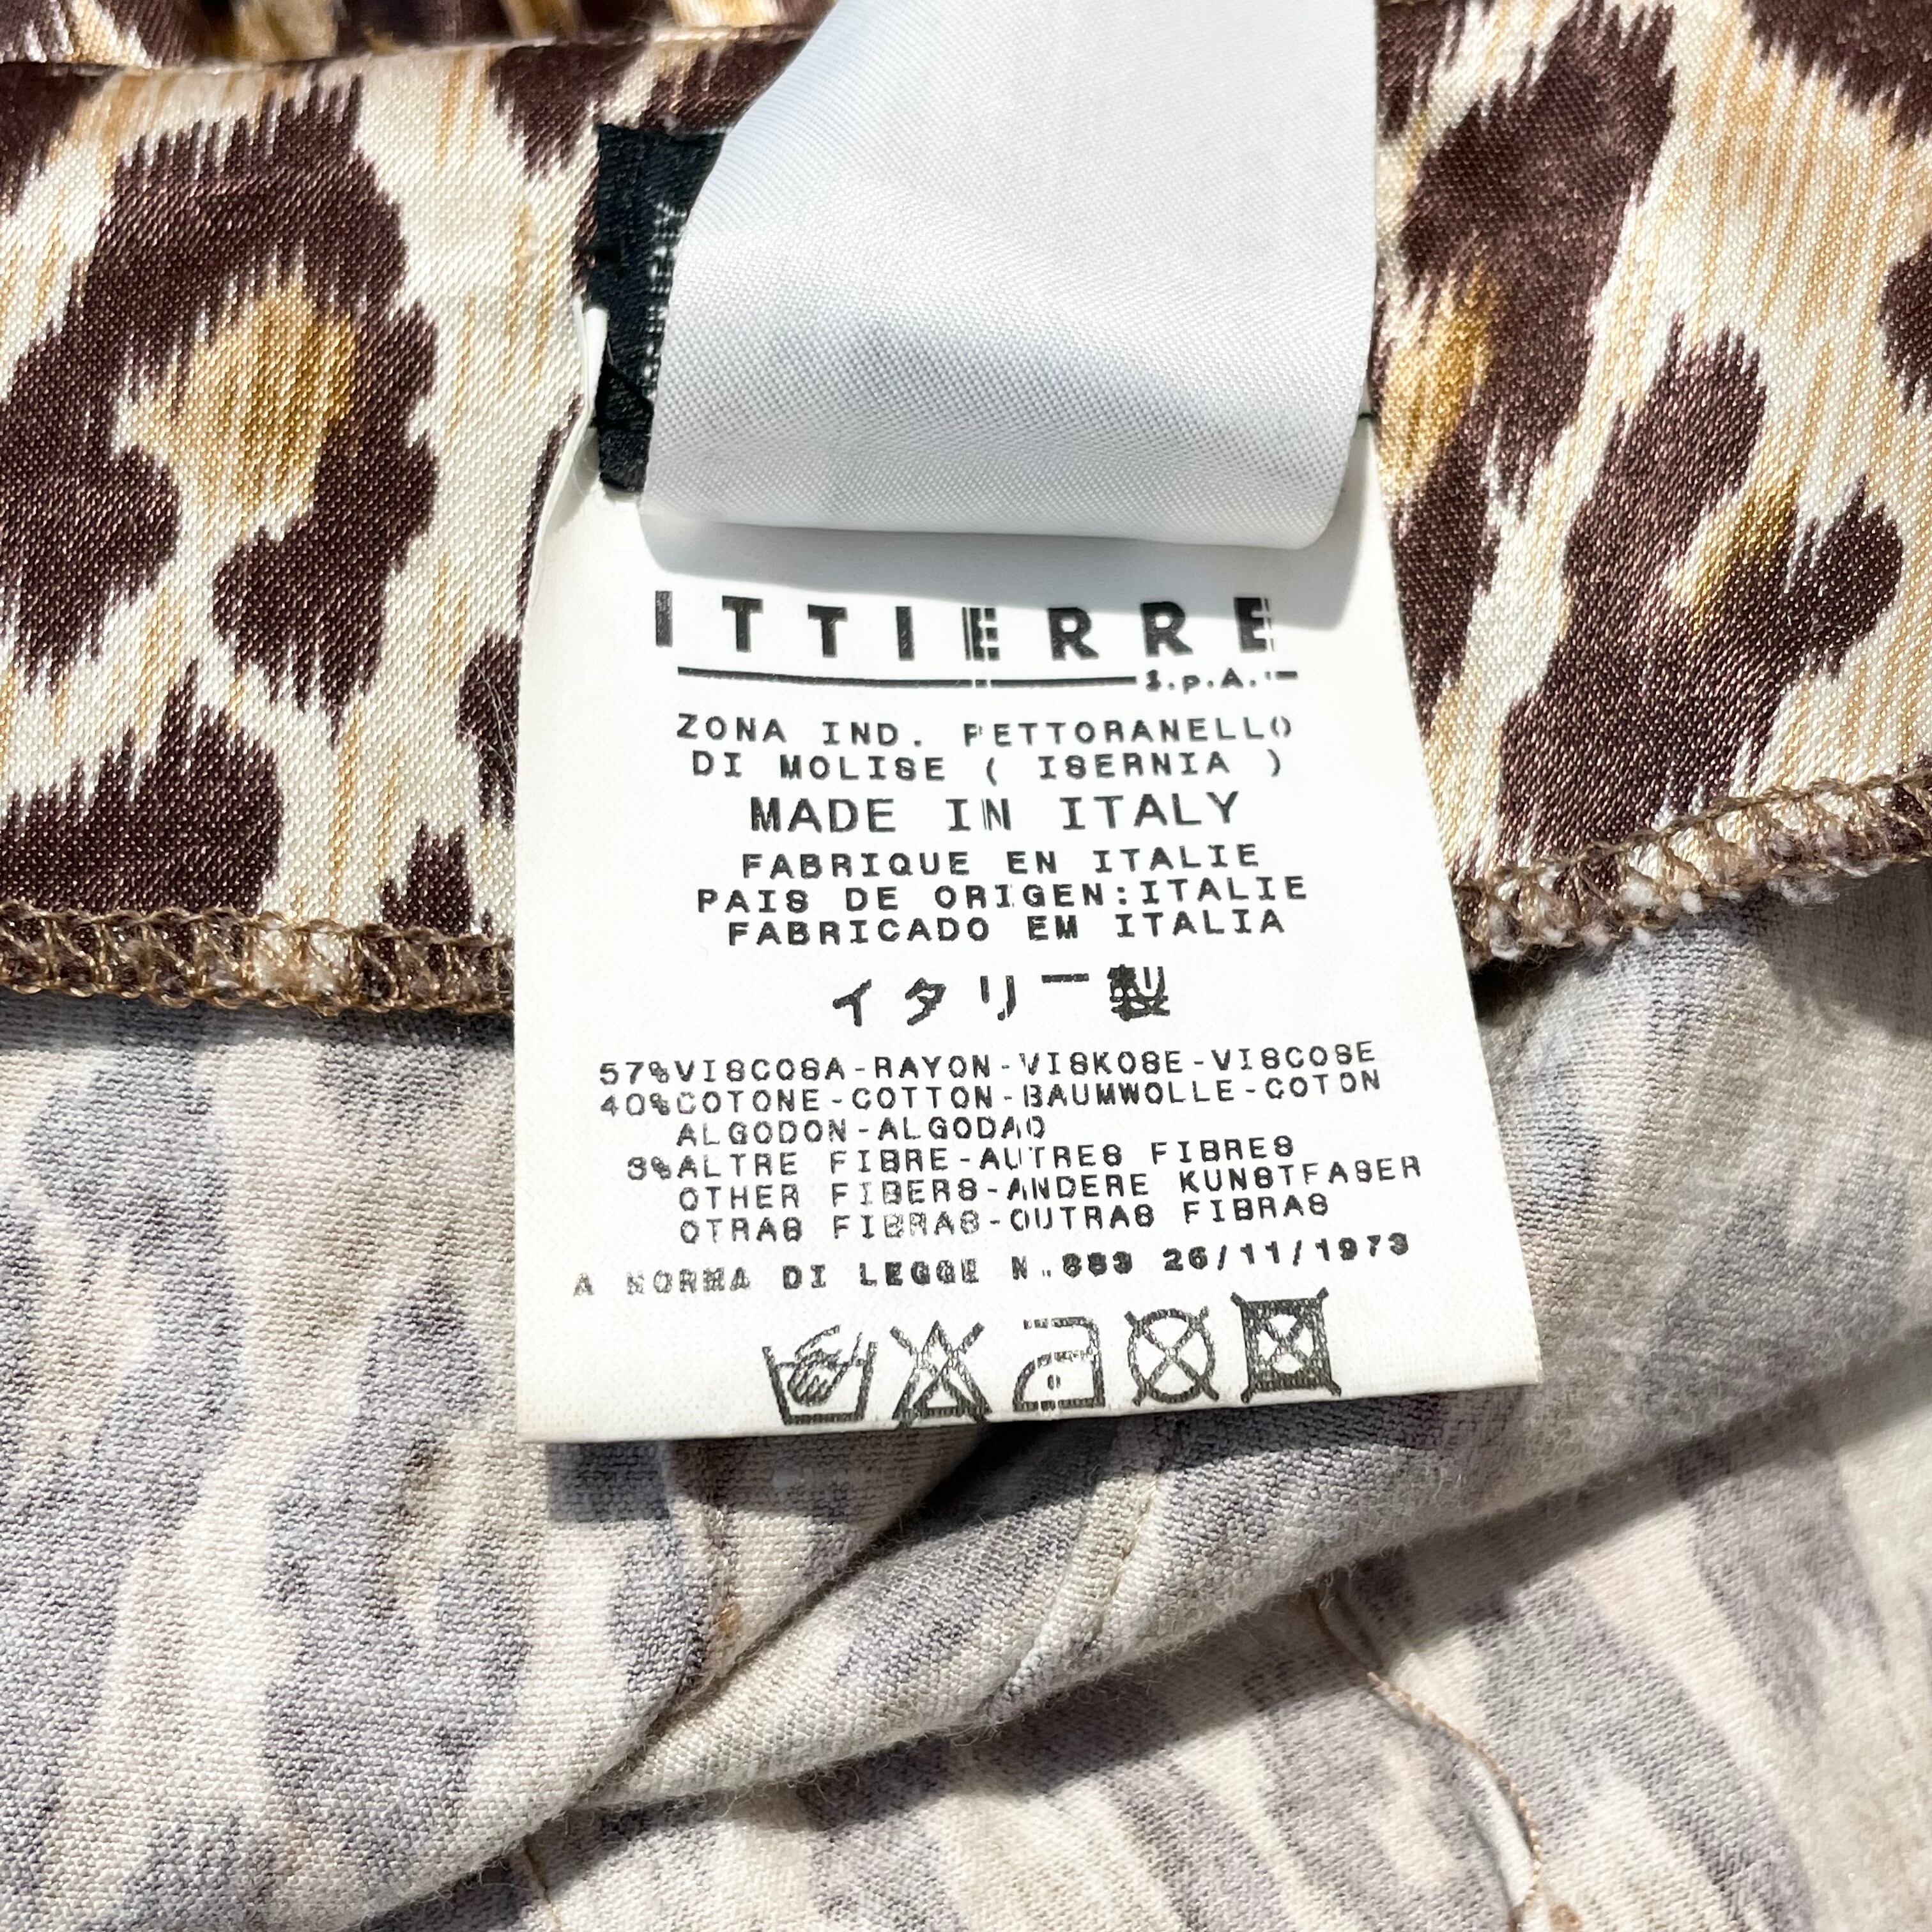 ITTIERRE
S.p.A.
ZONA IND. PETTORANELLO
DI MOLISE ( ISERNIA )
MADE IN ITALY
FABRIQUE EN ITALIE
PAIS DE ORIGEN:ITALIE
FABRICADO EM ITALIA
イタリー製
57%VISCOSA-RAYON-VISKOSE-VISCOSE
40%COTONE-COTTON-BAUMWOLLE-COTON
ALGODON-ALGODAO
3%ALTRE FIBRE-AUTRES FIBRES
OTHER FIBERS-ANDERE KUNSTFASER
OTRAS FIBRAS-OUTRAS FIBRAS
A NORMA DI LEGGE N.883 26/11/1973